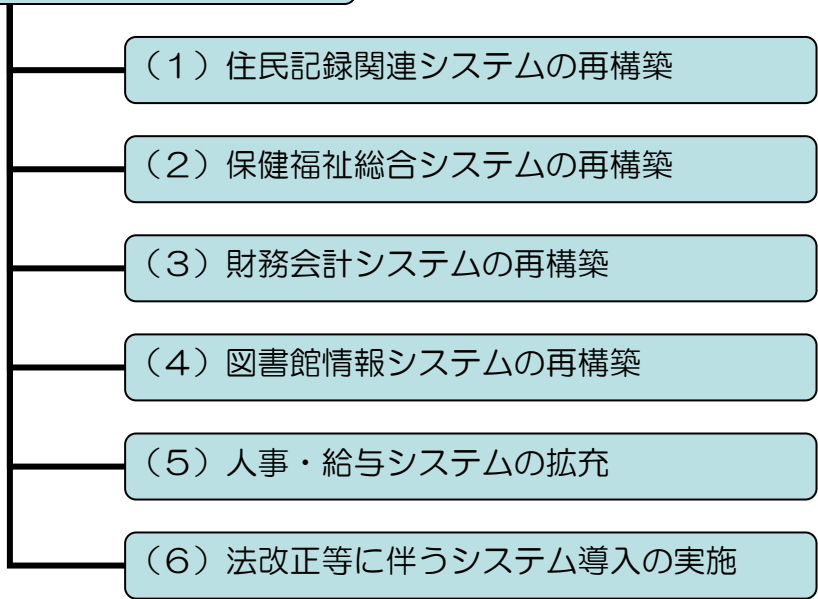 （１）住民記録関連システムの再構築
（２）保健福祉総合システムの再構築
（３）財務会計システムの再構築
（４）図書館情報システムの再構築
（５）人事・給与システムの拡充
（６）法改正等に伴うシステム導入の実施